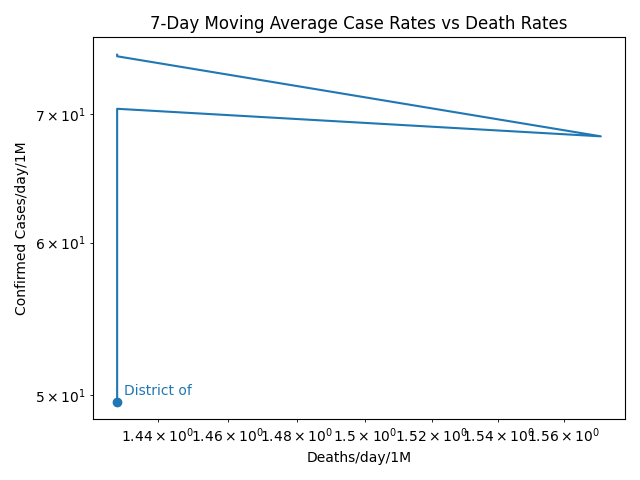 7-Day Moving Average Case Rates vs Death Rates
Confirmed Cases/day/1M
7 × 10¹
6 × 10¹
5 × 10¹
District of
1.44 × 10⁰ 1.46 × 10⁰ 1.48 × 10⁰ 1.5 × 10⁰ 1.52 × 10⁰ 1.54 × 10⁰ 1.56 × 10⁰
Deaths/day/1M